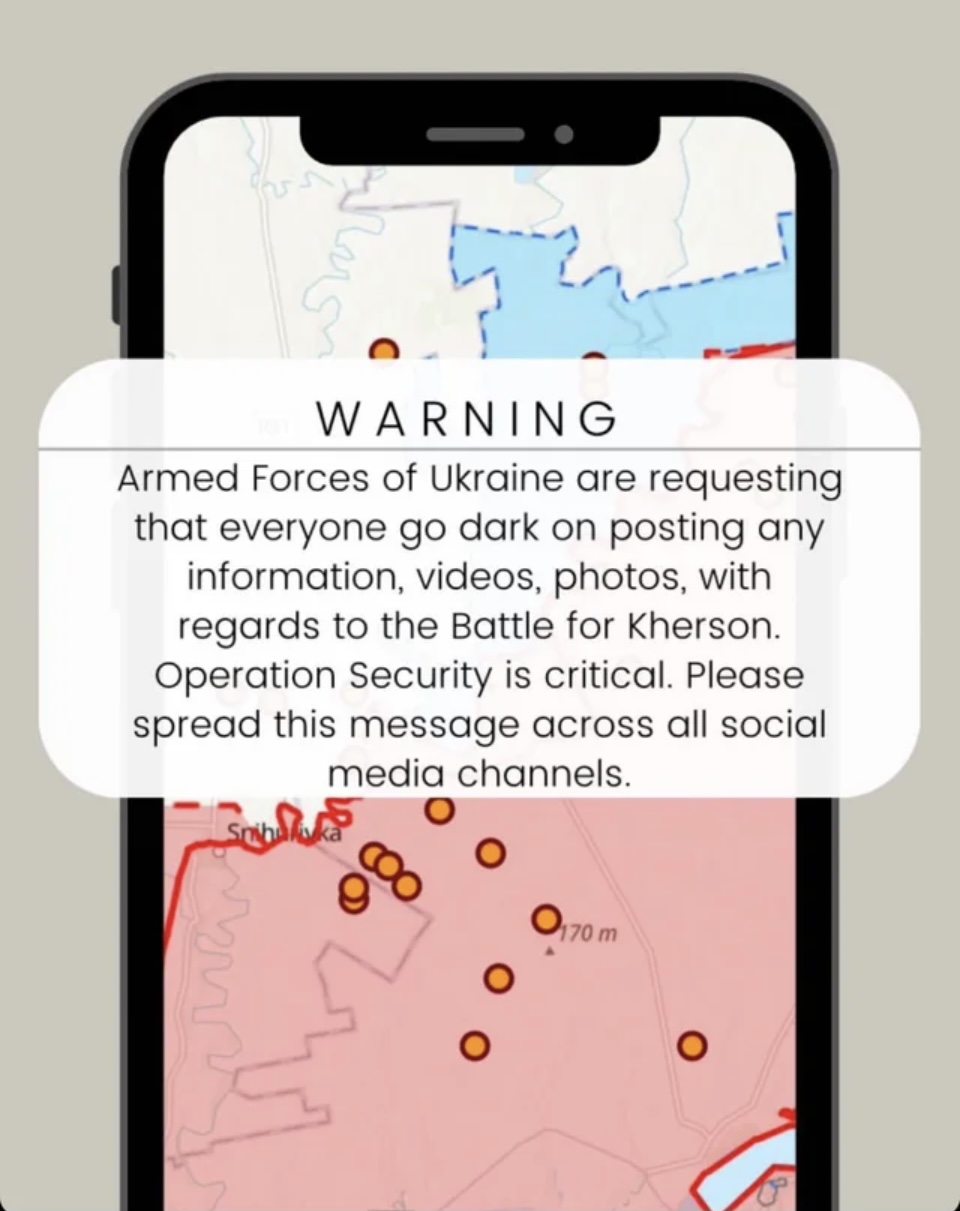 WARNING
Armed Forces of Ukraine are requesting
that everyone go dark on posting any
information, videos, photos, with
regards to the Battle for Kherson.
Operation Security is critical. Please
spread this message across all social
media channels.
Snihurivka
170 m